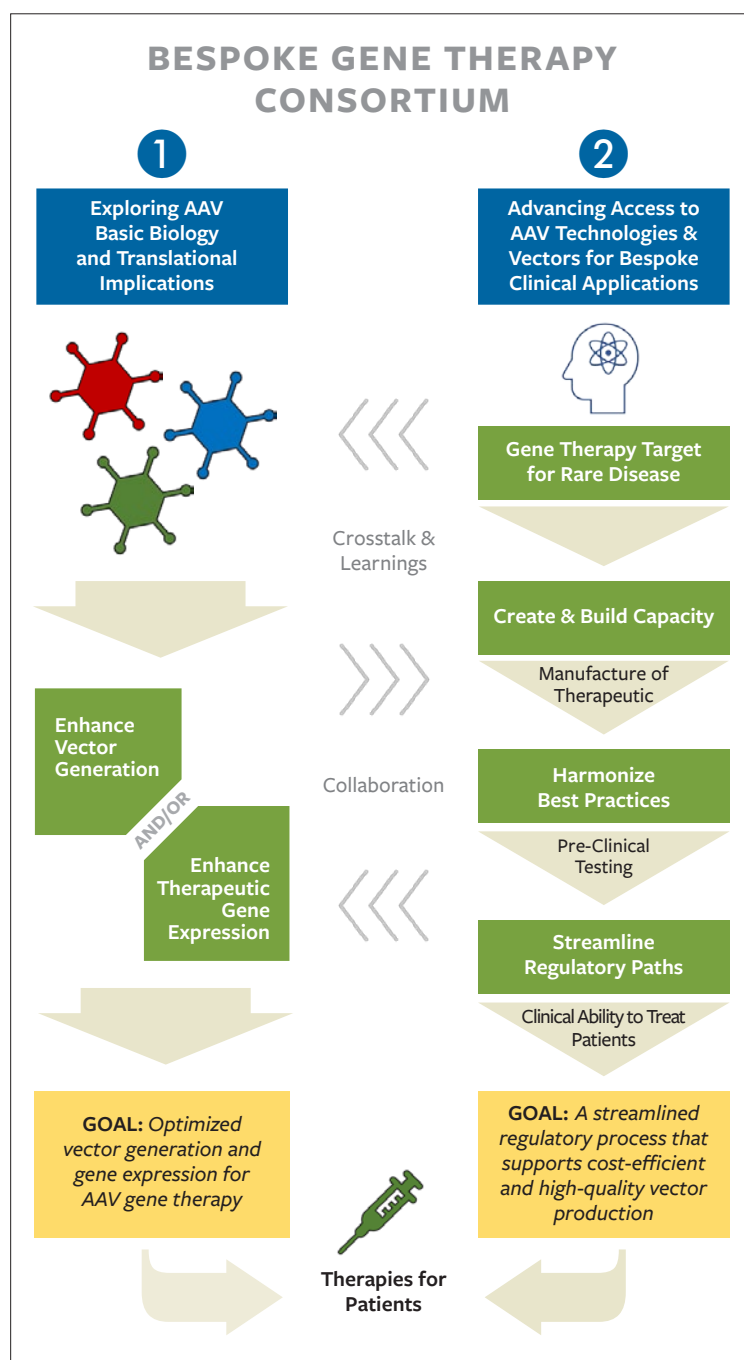 BESPOKE GENE THERAPY
CONSORTIUM
1
Exploring AAV
Basic Biology
and Translational
Implications
Enhance
Vector
Generation
AND/OR
Enhance
Therapeutic
Gene
Expression
GOAL: Optimized
vector generation and
gene expression for
AAV gene therapy
Crosstalk &
Learnings
Collaboration
2
Advancing Access to
AAV Technologies &
Vectors for Bespoke
Clinical Applications
Gene Therapy Target
for Rare Disease
Create & Build Capacity
Manufacture of
Therapeutic
Harmonize
Best Practices
Pre-Clinical
Testing
Streamline
Regulatory Paths
Clinical Ability to Treat
Patients
GOAL: A streamlined
regulatory process that
supports cost-efficient
and high-quality vector
production
Therapies for
Patients